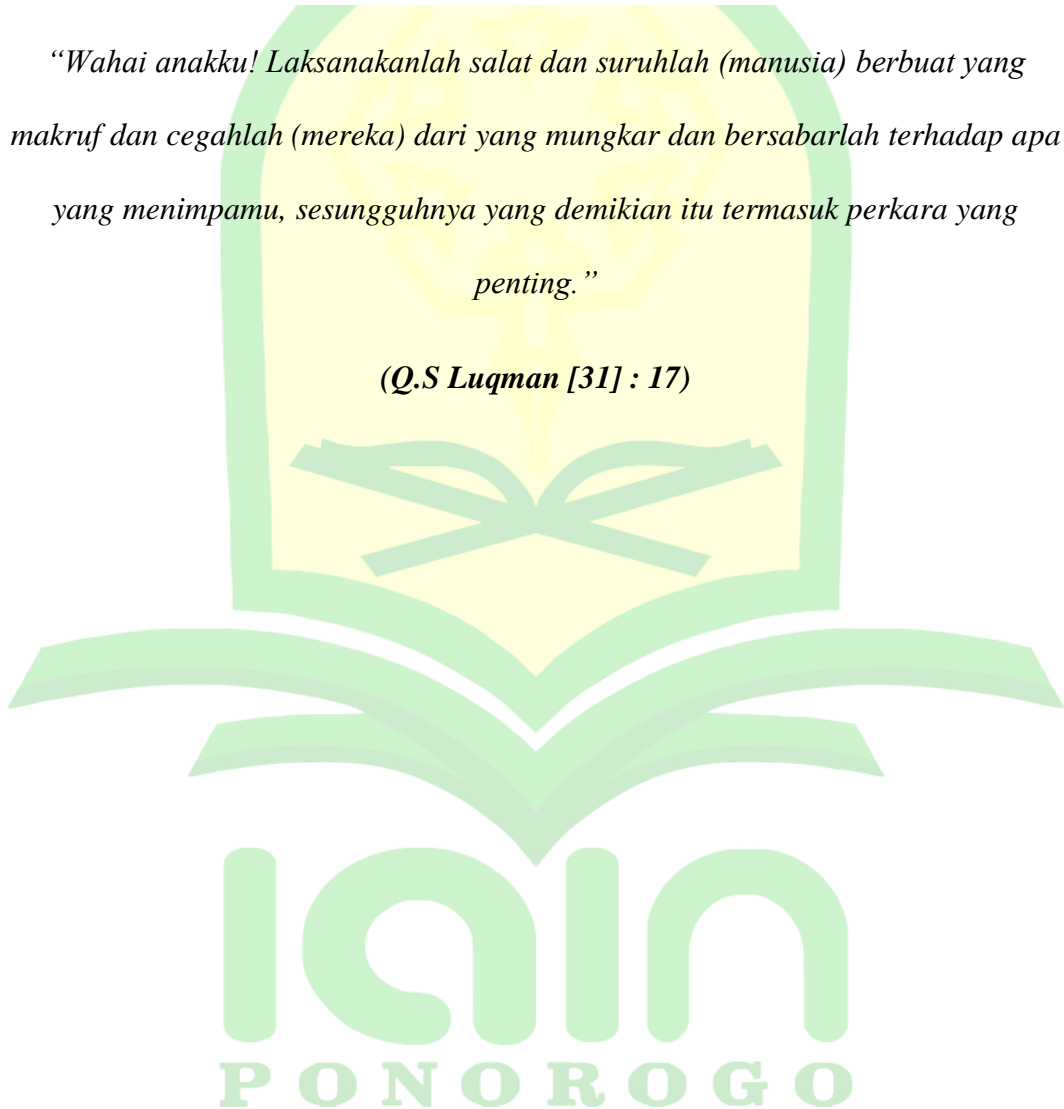 “Wahai anakku! Laksanakanlah salat dan suruhlah (manusia) berbuat yang
makruf dan cegahlah (mereka) dari yang mungkar dan bersabarlah terhadap apa
yang menimpamu, sesungguhnya yang demikian itu termasuk perkara yang
penting.”
(Q.S Luqman [31] : 17)
IAIN
PONOROGO